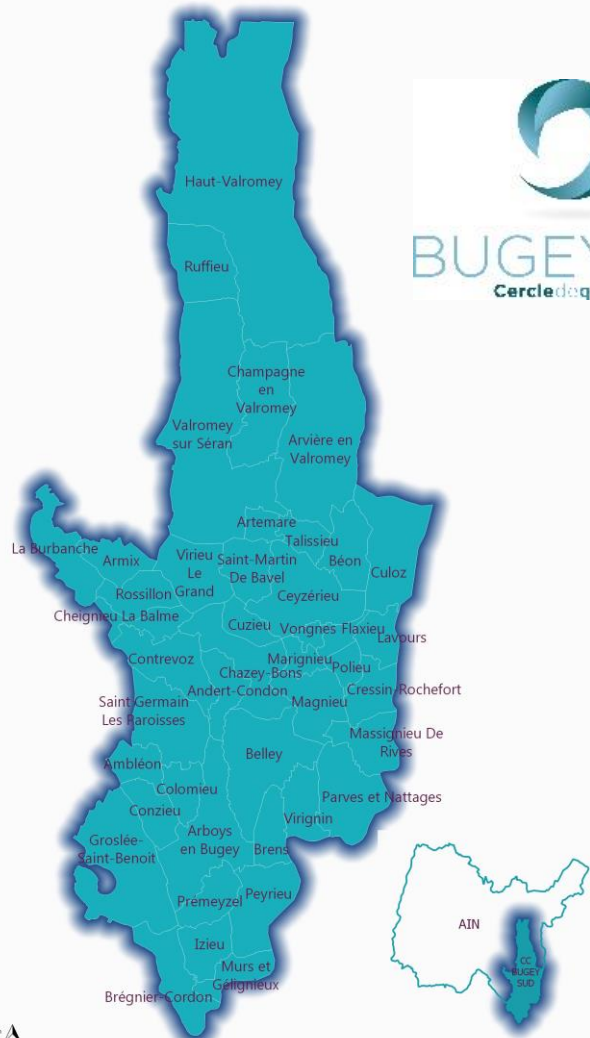 Haut-Valromey
BUGEY
Cercledeq
Ruffieu
Champagne
en
Valromey
Valromey
sur Séran
Arvière en
Valromey
Artemare
Talissieu
La Burbanche
Armix
Virieu
Le
Grand
Saint-Martin
De Bavel
Béon
Culoz
Rossillon
Ceyzérieu
Cheignieu La Balme
Cuzieu
Vongnes
Flaxieu
Lavours
Contrevoz
Marignieu
Polieu
Chazey-Bons
Andert-Condon
Cressin-Rochefort
Saint Germain
Les Paroisses
Magnieu
Massignieu De
Rives
Belley
Ambléon
Colomieu
Parves et Nattages
Conzieu
Virignin
Groslée-
Saint-Benoit
Arboys
en Bugey
Brens
Prémeyzel
Peyrieu
AIN
Izieu
CC
BUGEY
SUD
Murs et
Gélignieux
Brégnier-Cordon